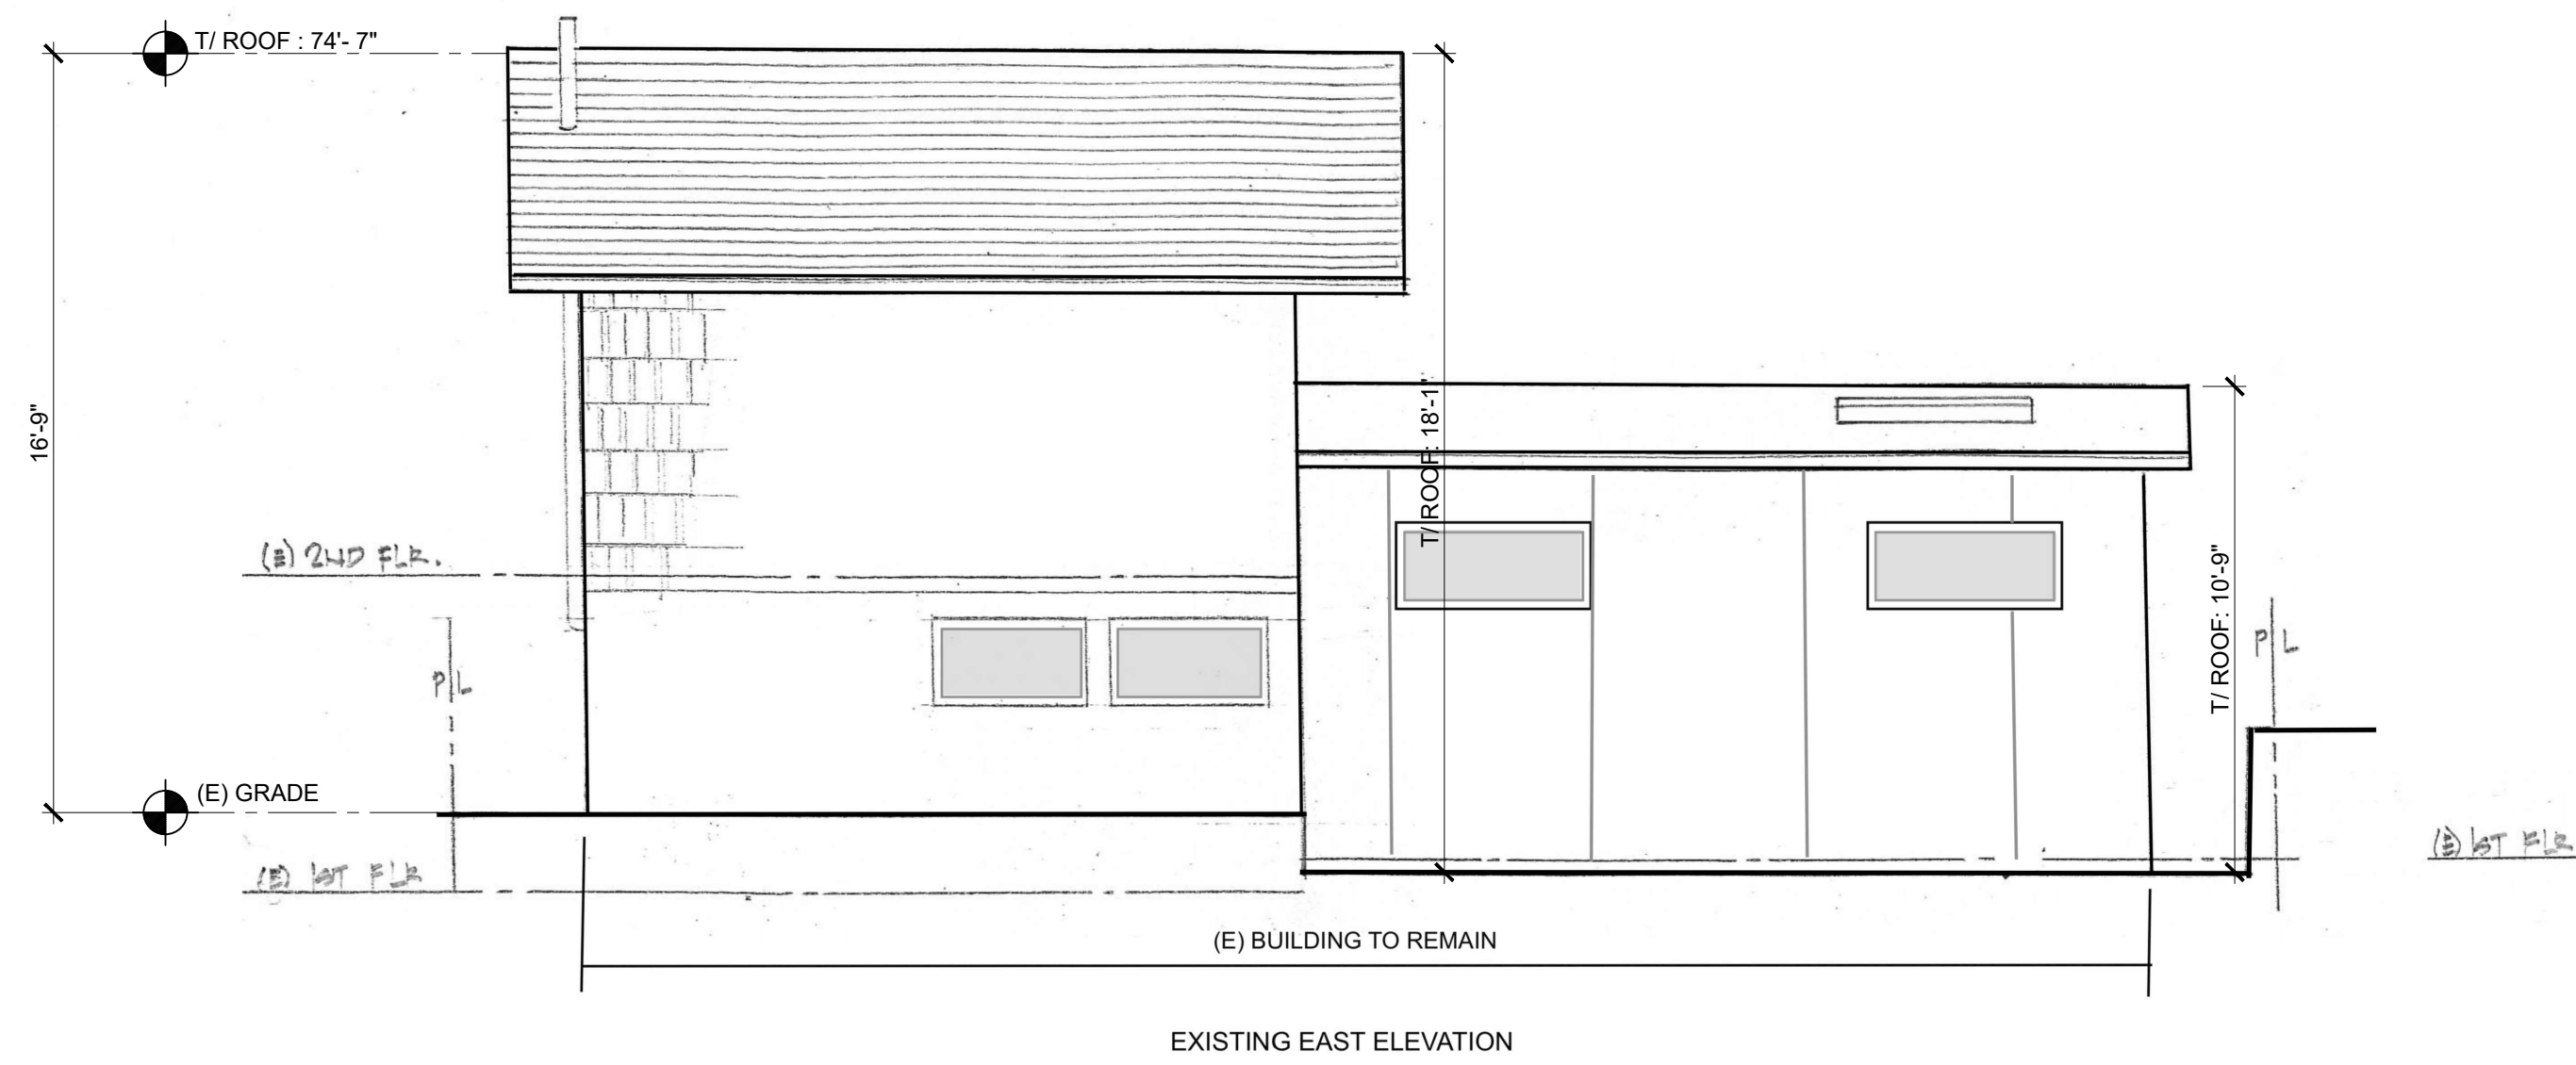 T/ ROOF : 74'- 7"
16'-9"
T/ ROOF: 18'-1"
(E) 2ND FLR.
T/ ROOF: 10'-9"
P L
P L
(E) GRADE
(E) 1ST FLR
(E) 1ST FLR
(E) BUILDING TO REMAIN
EXISTING EAST ELEVATION